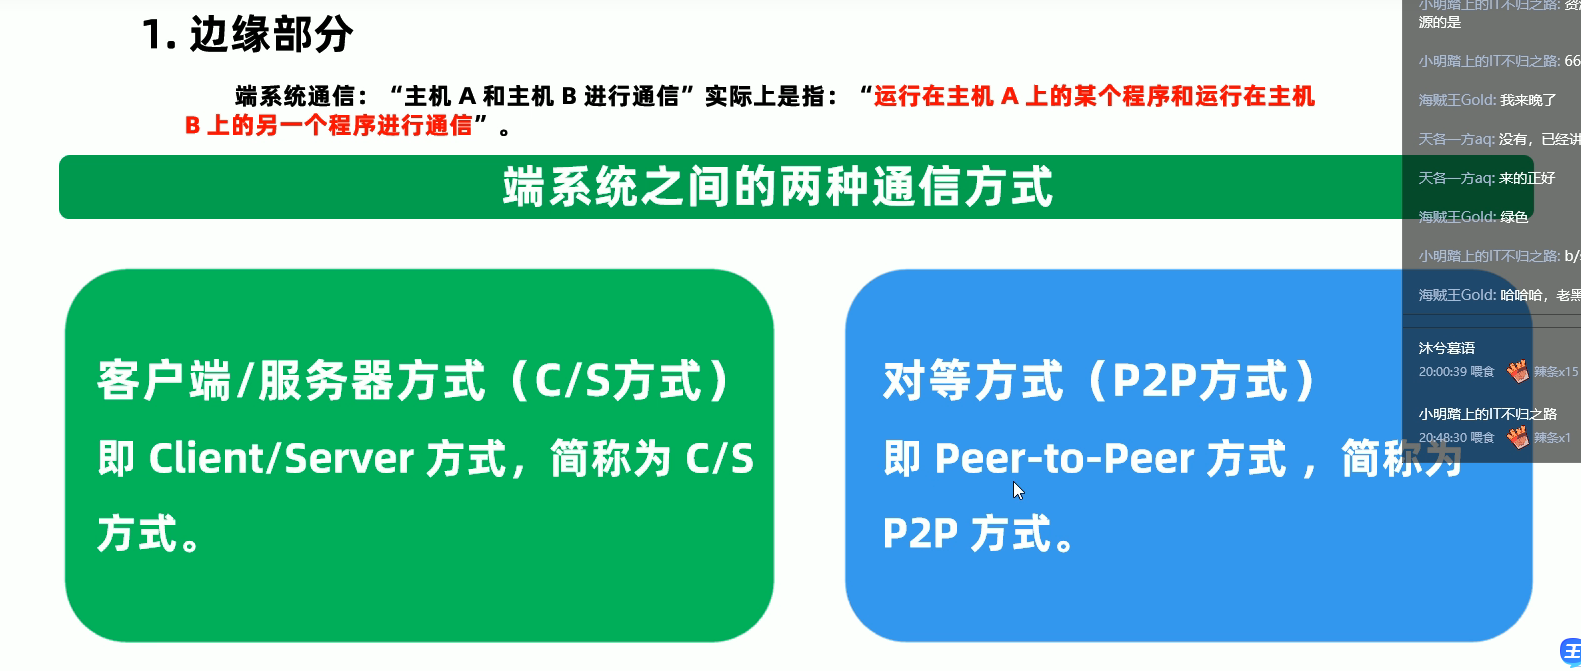 1. 边缘部分
端系统通信：“主机 A 和主机 B 进行通信”实际上是指：“运行在主机 A 上的某个程序和运行在主机
B 上的另一个程序进行通信”。
端系统之间的两种通信方式
客户端/服务器方式（C/S方式）
即 Client/Server 方式，简称为 C/S
方式。
对等方式（P2P方式）
即 Peer-to-Peer 方式 ，简称为
P2P 方式。
小明踏上的IT不归之路: 资
源的是
小明踏上的IT不归之路: 66
海贼王Gold: 我来晚了
天各一方aq: 没有，已经讲
天各一方aq: 来的正好
海贼王Gold: 绿色
小明踏上的IT不归之路: b/
海贼王Gold: 哈哈哈，老黑
沐兮暮语
20:00:39 喂食 辣条x15
小明踏上的IT不归之路
20:48:30 喂食 辣条x1
王